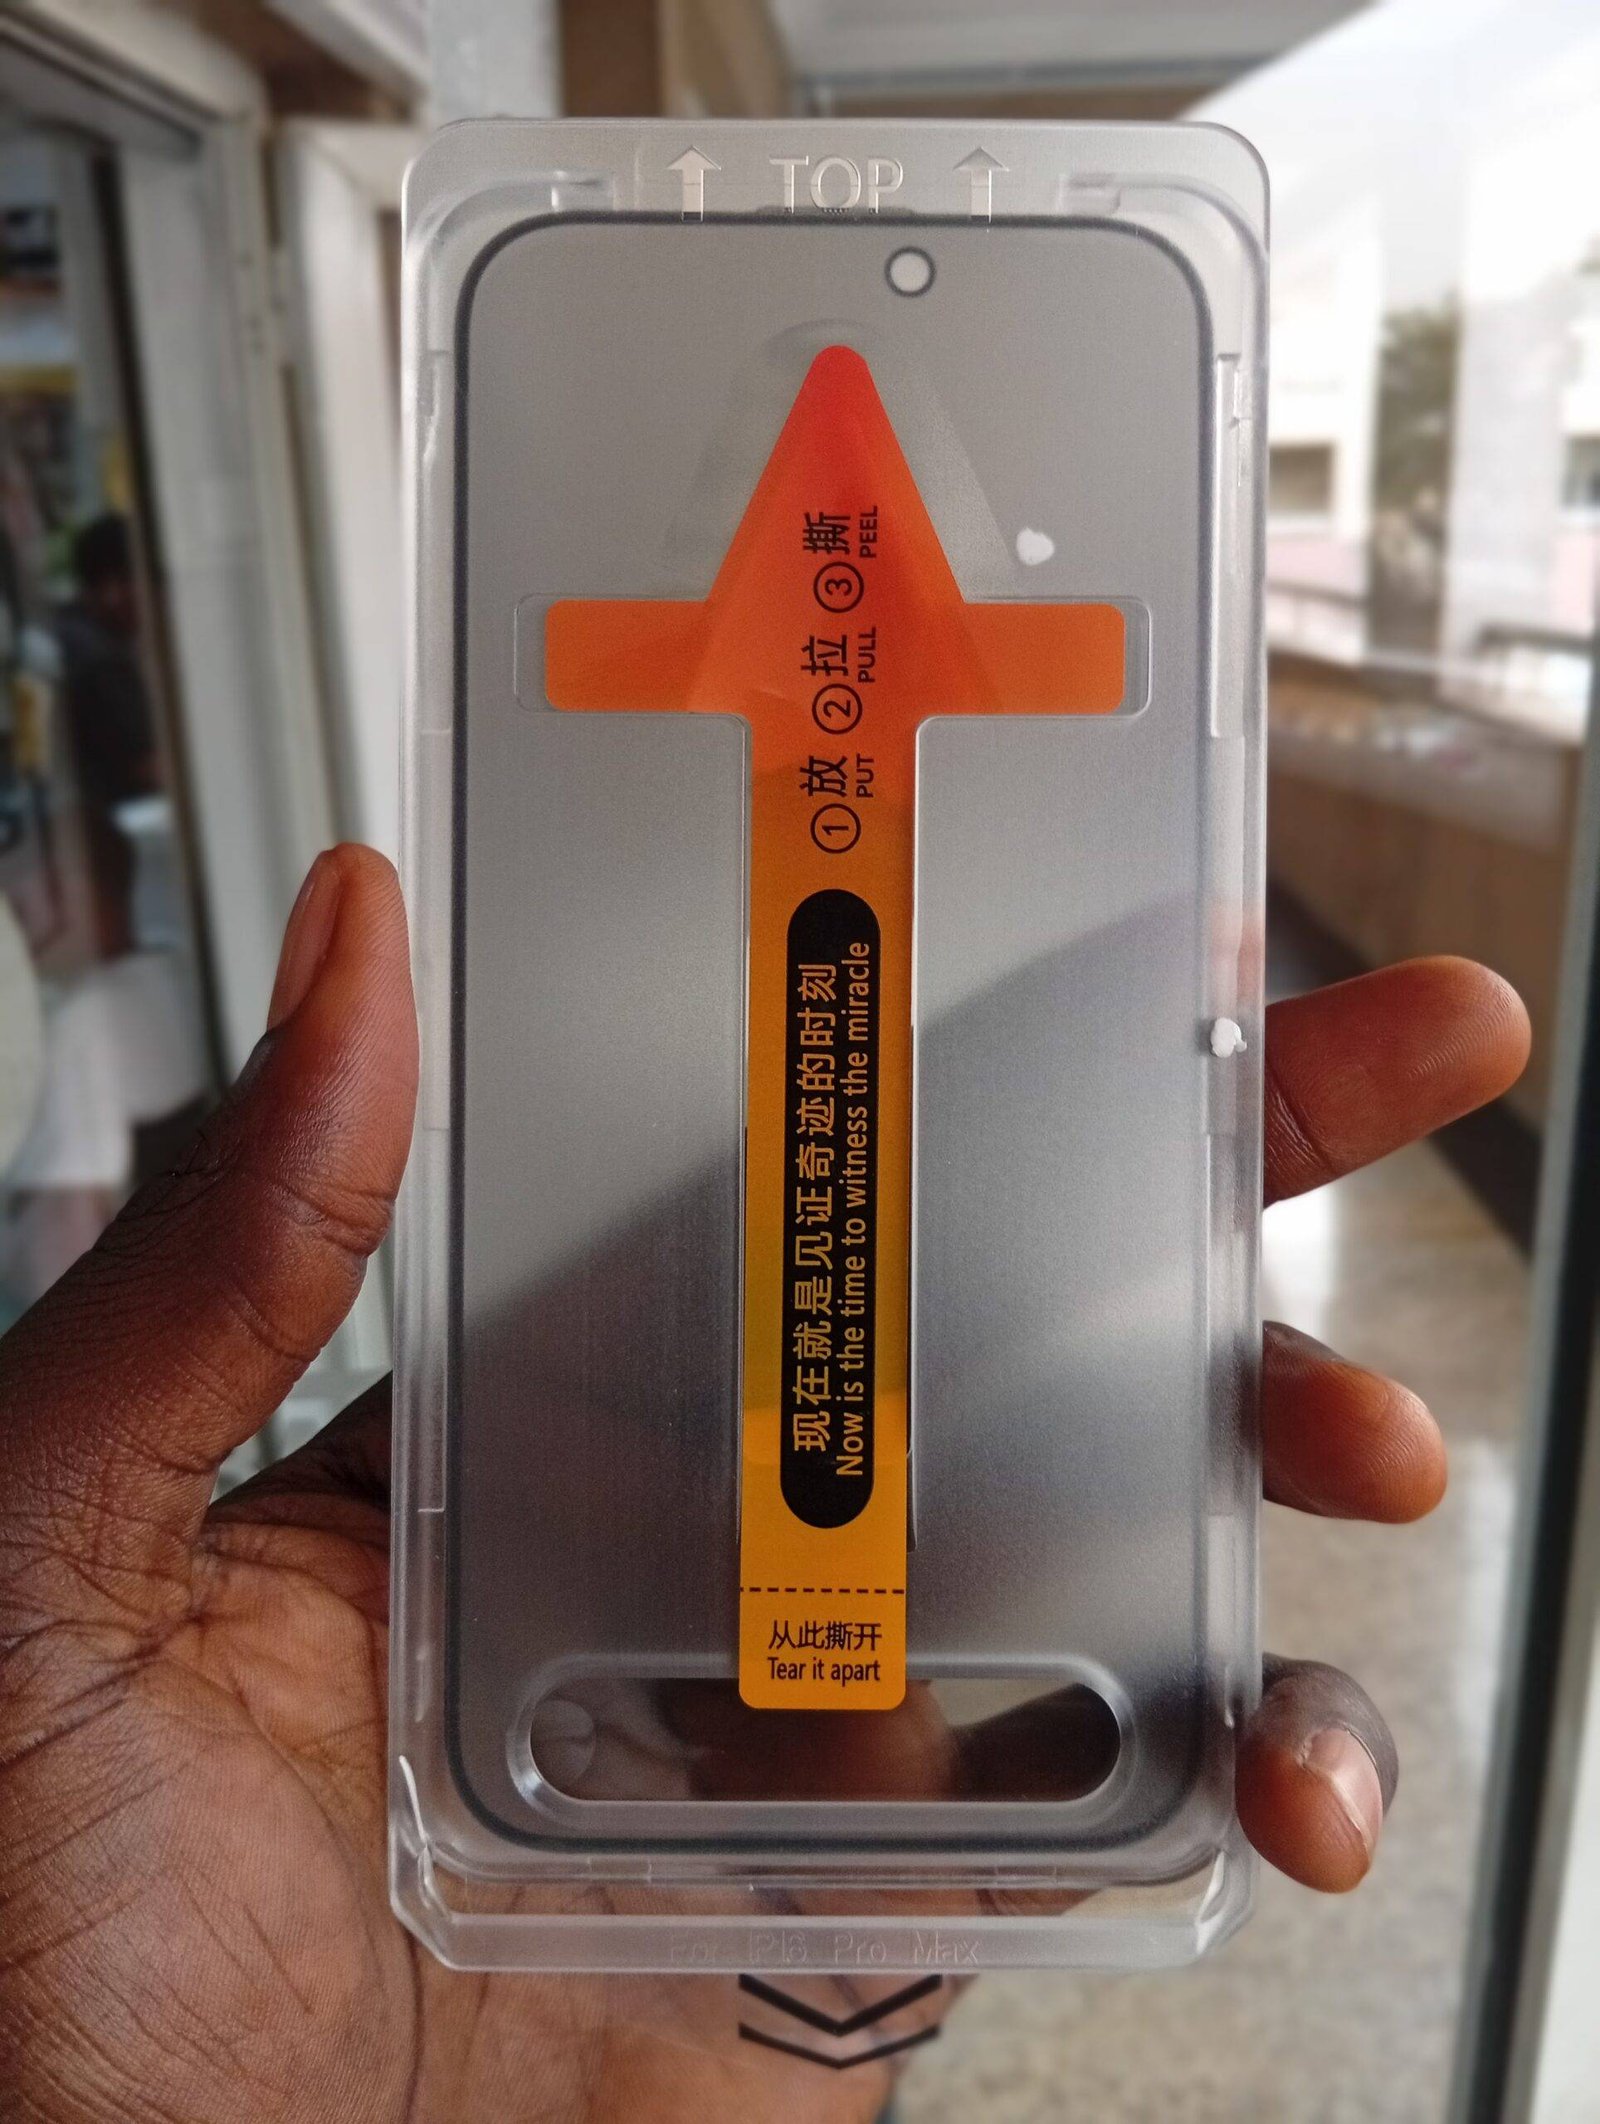 TOP
①放 ②拉 ③撕
PUT PULL PEEL
现在就是见证奇迹的时刻
Now is the time to witness the miracle
从此撕开
Tear it apart
For IP16 Pro Max